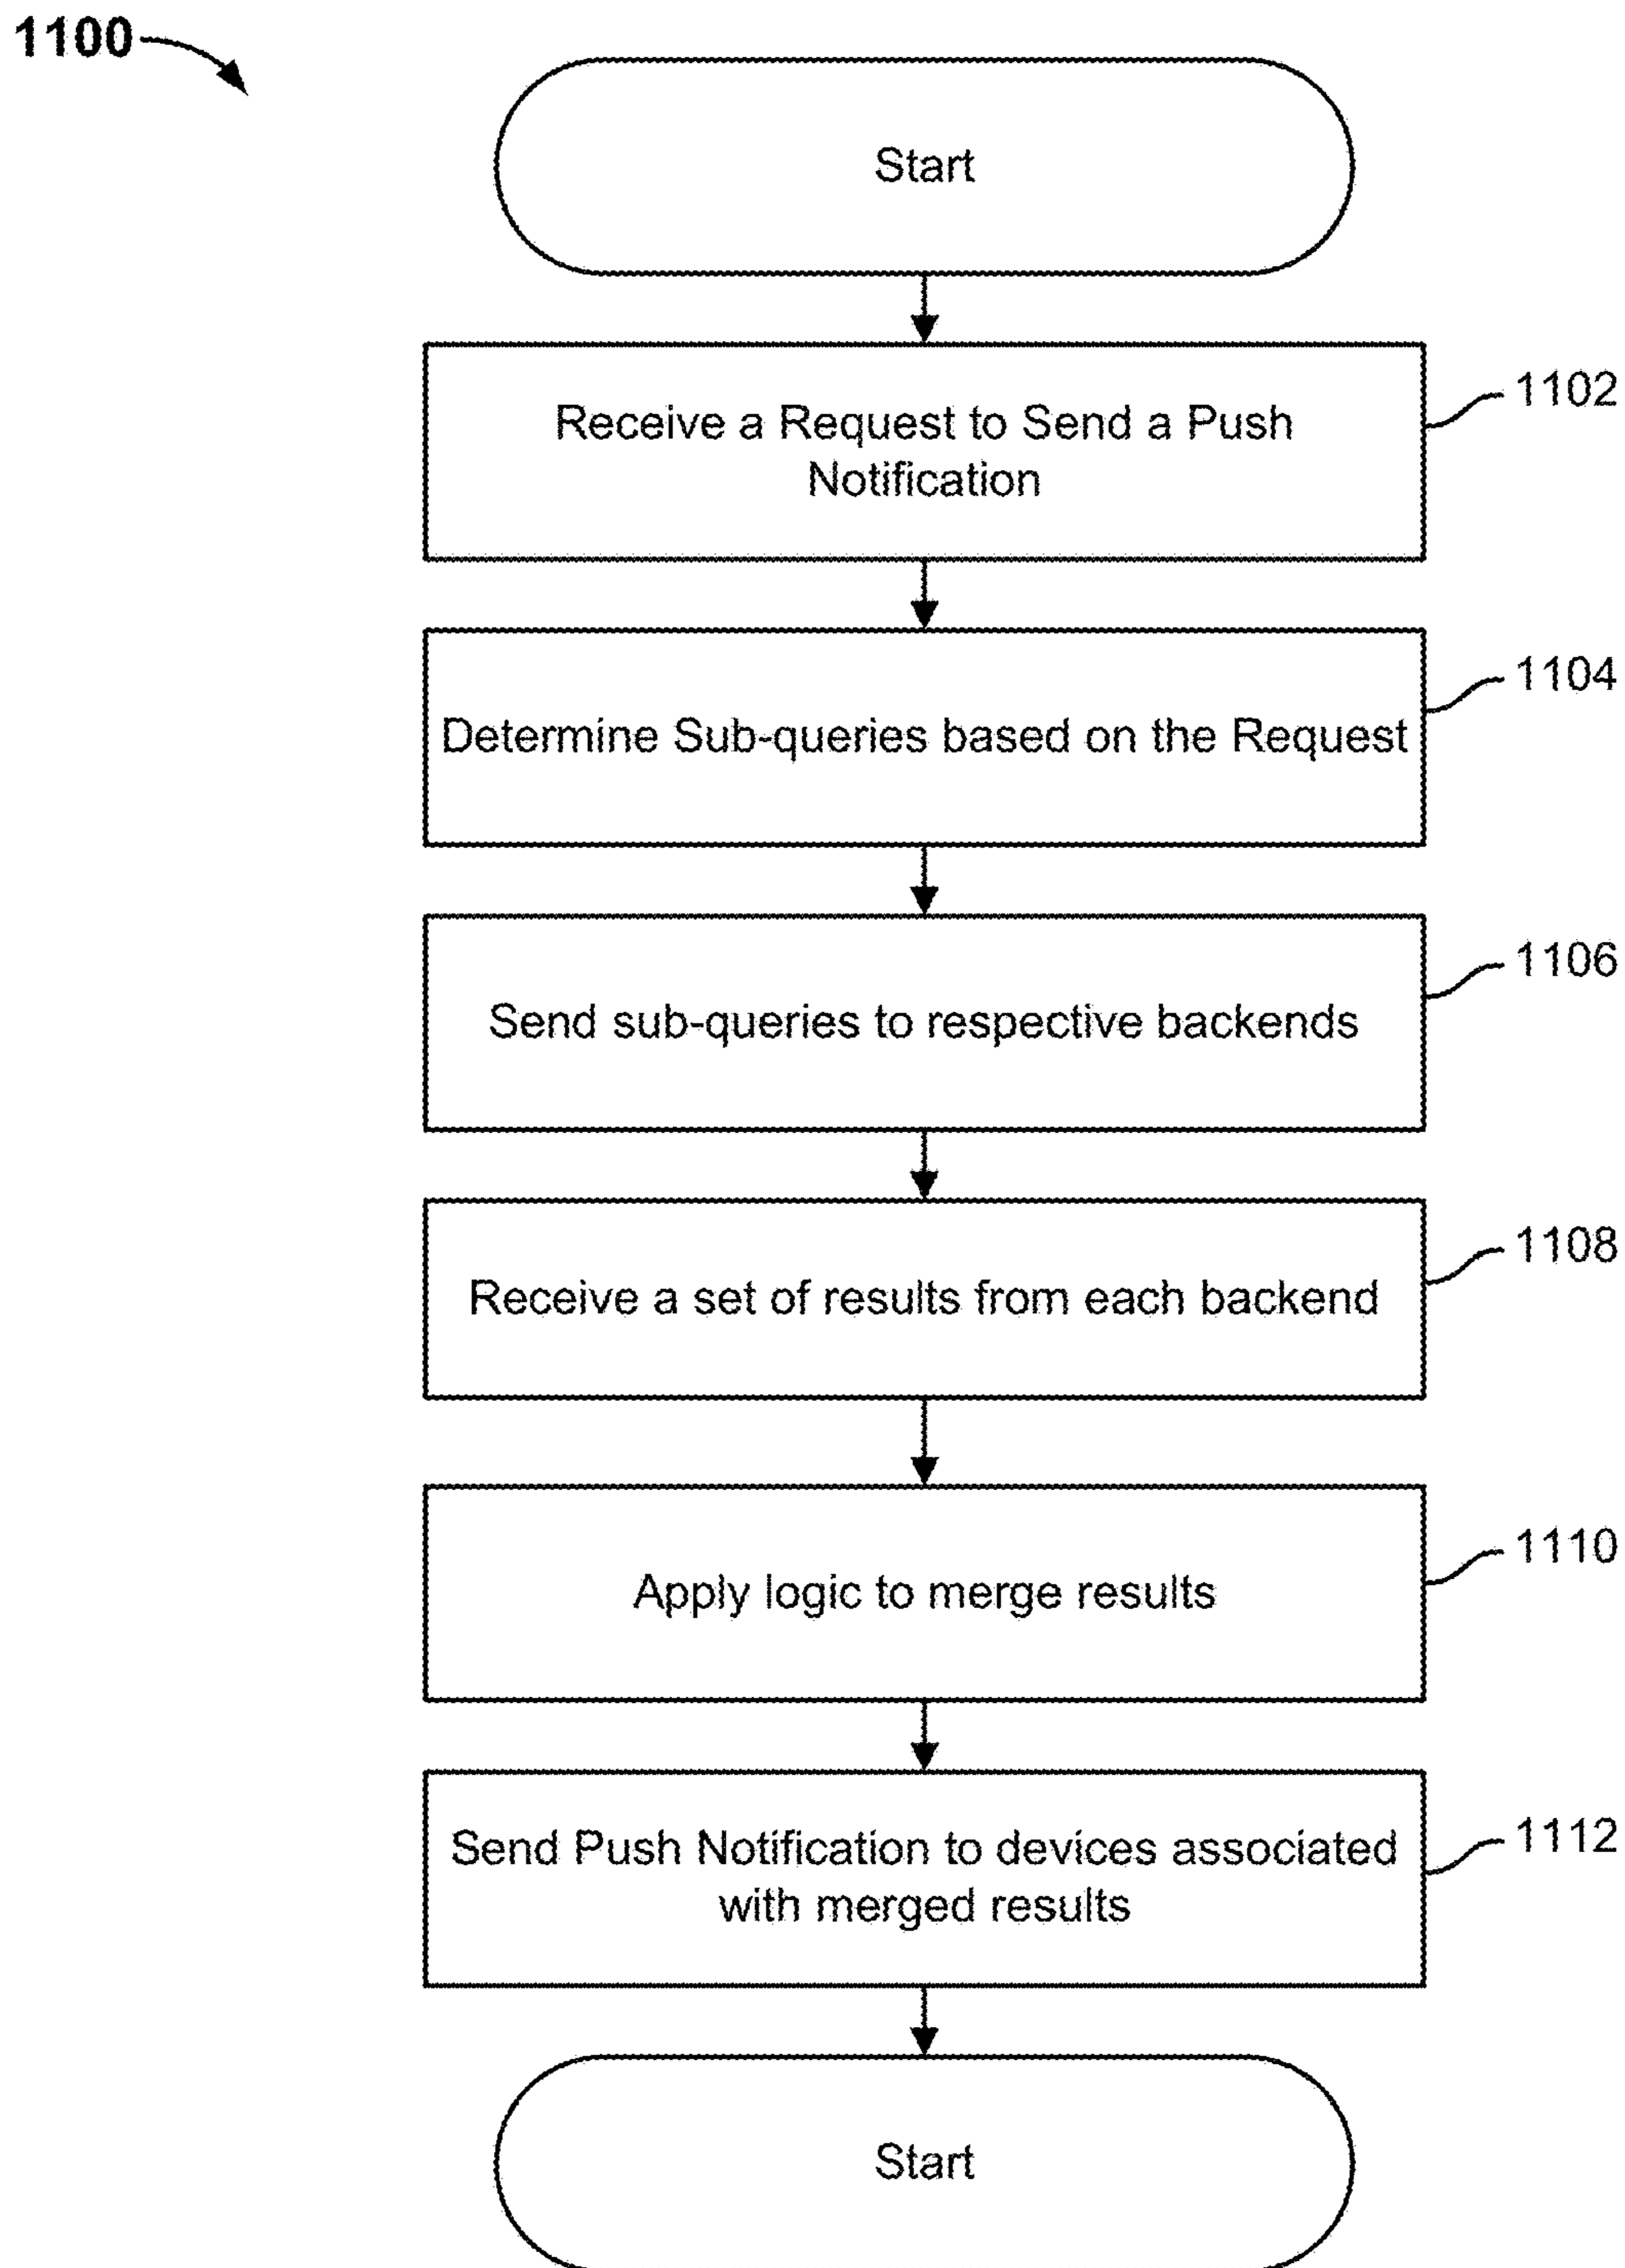 1100
Start
Receive a Request to Send a Push
Notification
1102
Determine Sub-queries based on the Request
1104
Send sub-queries to respective backends
1106
Receive a set of results from each backend
1108
Apply logic to merge results
1110
Send Push Notification to devices associated
with merged results
1112
Start